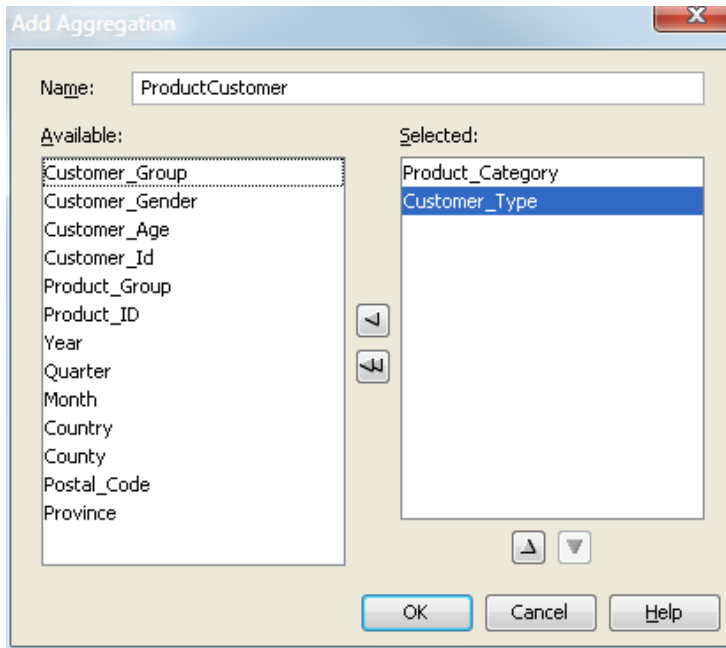 Add Aggregation
Name: ProductCustomer
Available:
Customer_Group
Customer_Gender
Customer_Age
Customer_Id
Product_Group
Product_ID
Year
Quarter
Month
Country
County
Postal_Code
Province
Selected:
Product_Category
Customer_Type
OK Cancel Help